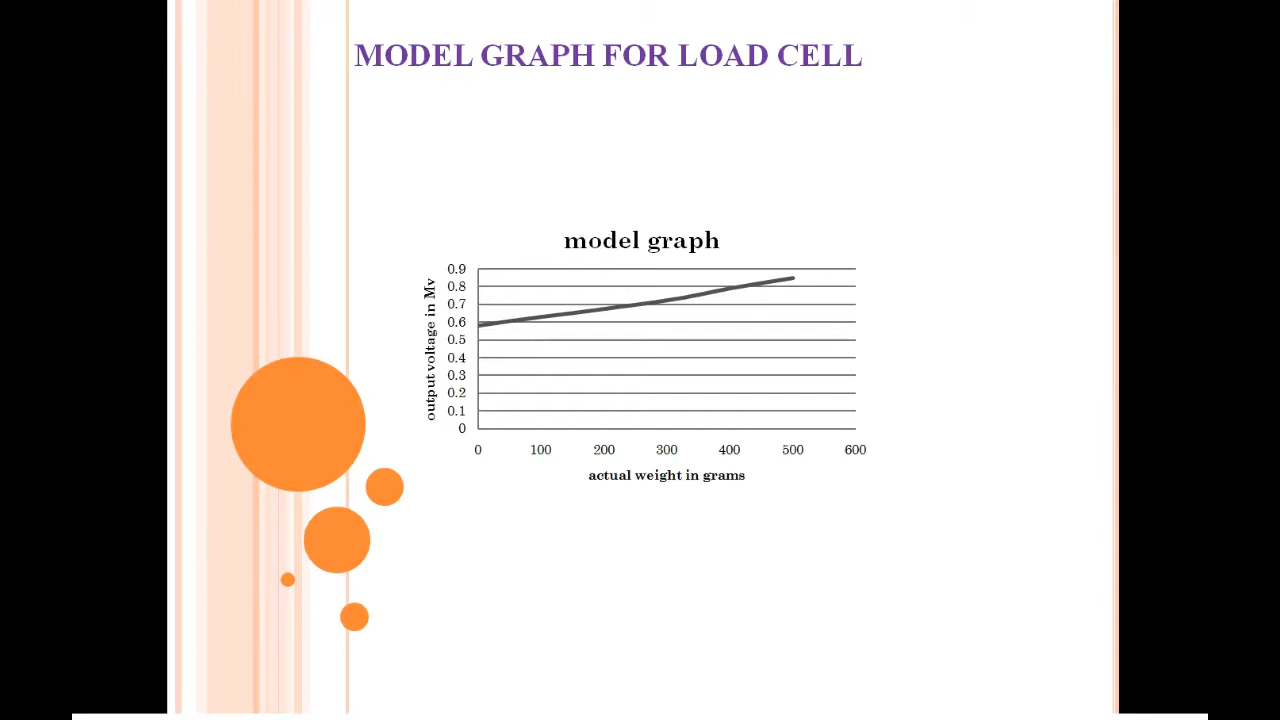 MODEL GRAPH FOR LOAD CELL
model graph
output voltage in Mv
0.9
0.8
0.7
0.6
0.5
0.4
0.3
0.2
0.1
0
0 100 200 300 400 500 600
actual weight in grams